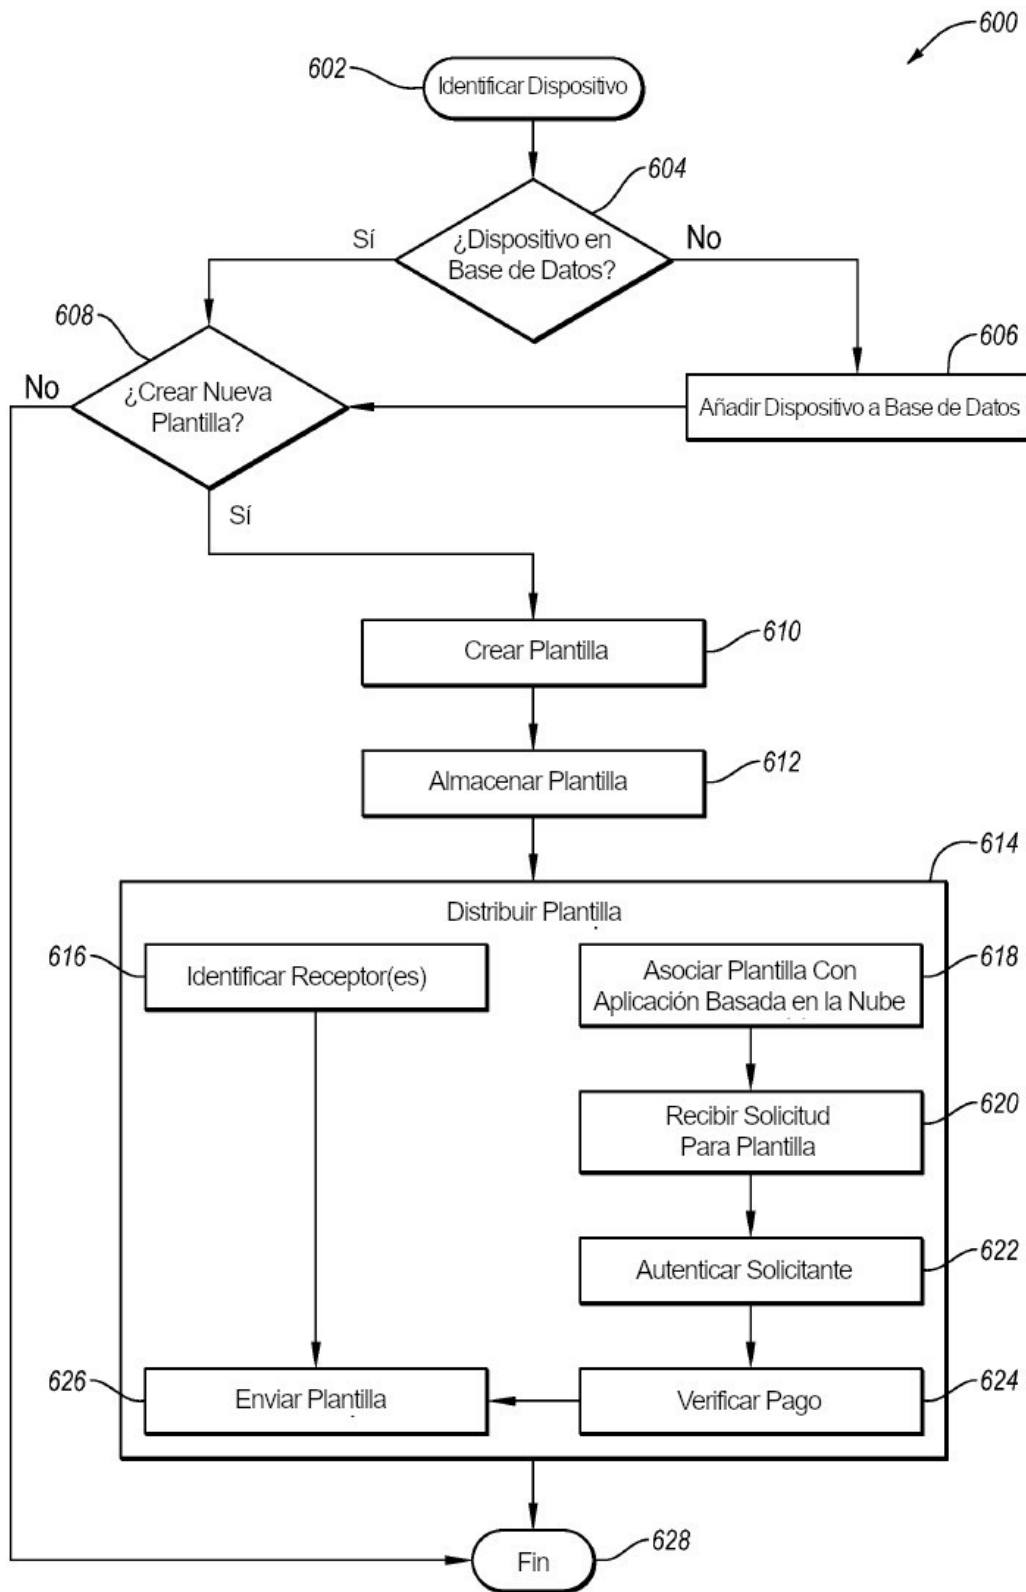 600
602
Identificar Dispositivo
604
¿Dispositivo en
Base de Datos?
Sí
No
608
¿Crear Nueva
Plantilla?
No
606
Añadir Dispositivo a Base de Datos
Sí
Crear Plantilla
610
Almacenar Plantilla
612
614
Distribuir Plantilla
616
Identificar Receptor(es)
Asociar Plantilla Con
Aplicación Basada en la Nube
618
Recibir Solicitud
Para Plantilla
620
Autenticar Solicitante
622
626
Enviar Plantilla
Verificar Pago
624
Fin
628